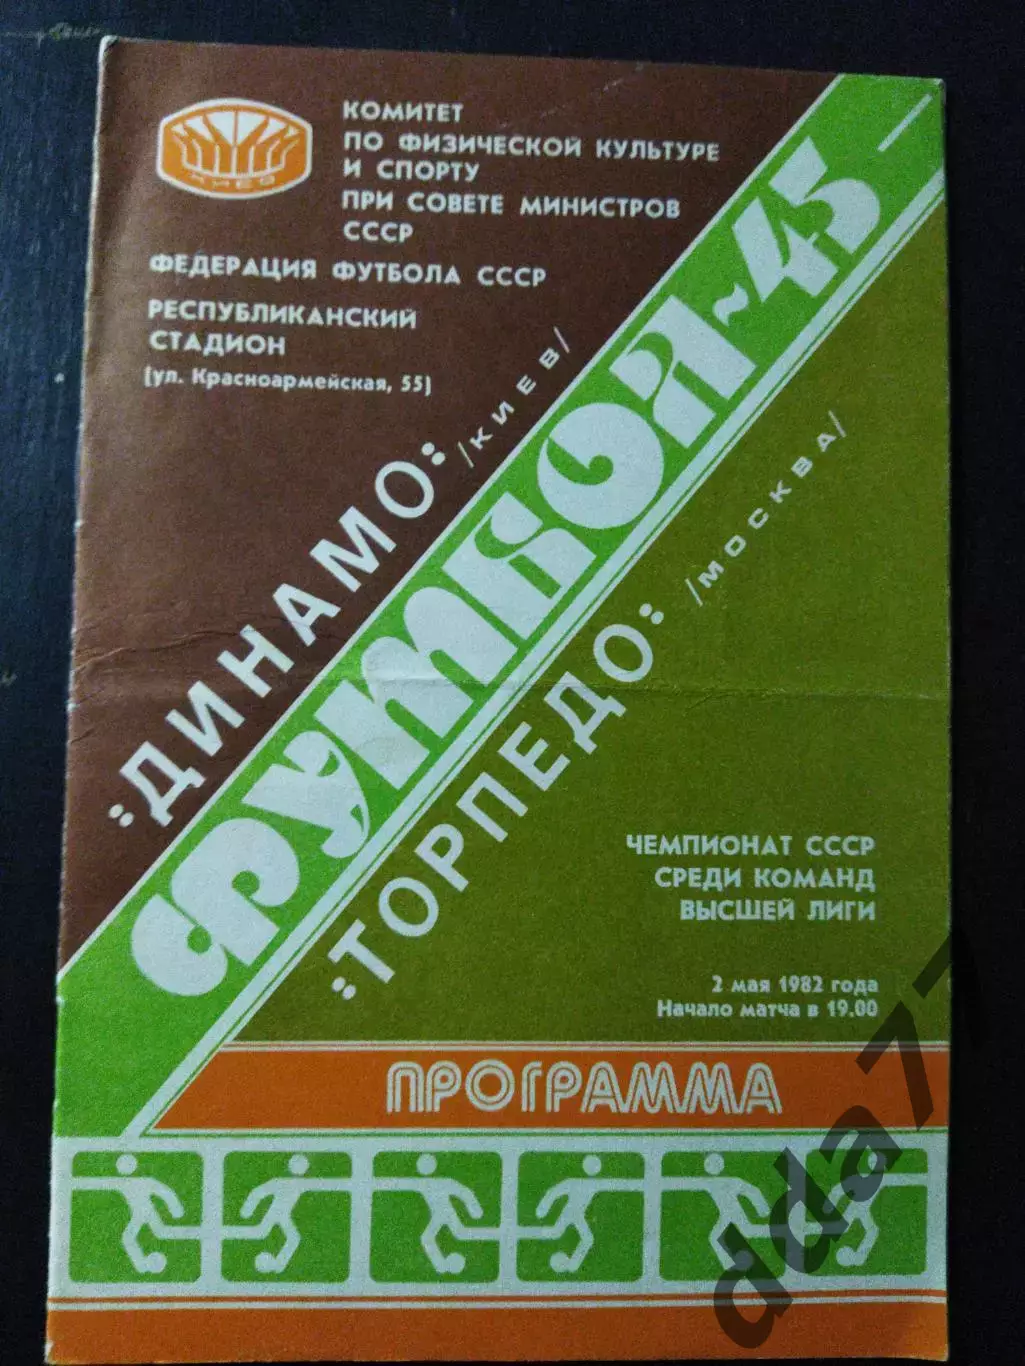 КИЕВ
КОМИТЕТ
ПО ФИЗИЧЕСКОЙ КУЛЬТУРЕ
И СПОРТУ
ПРИ СОВЕТЕ МИНИСТРОВ
СССР
ФЕДЕРАЦИЯ ФУТБОЛА СССР
РЕСПУБЛИКАНСКИЙ
СТАДИОН
(ул. Красноармейская, 55)
:ДИНАМО: /КИЕВ/
ФУТБОЛ-45
:ТОРПЕДО: /МОСКВА/
ЧЕМПИОНАТ СССР
СРЕДИ КОМАНД
ВЫСШЕЙ ЛИГИ
2 мая 1982 года
Начало матча в 19.00
ПРОГРАММА
dda77